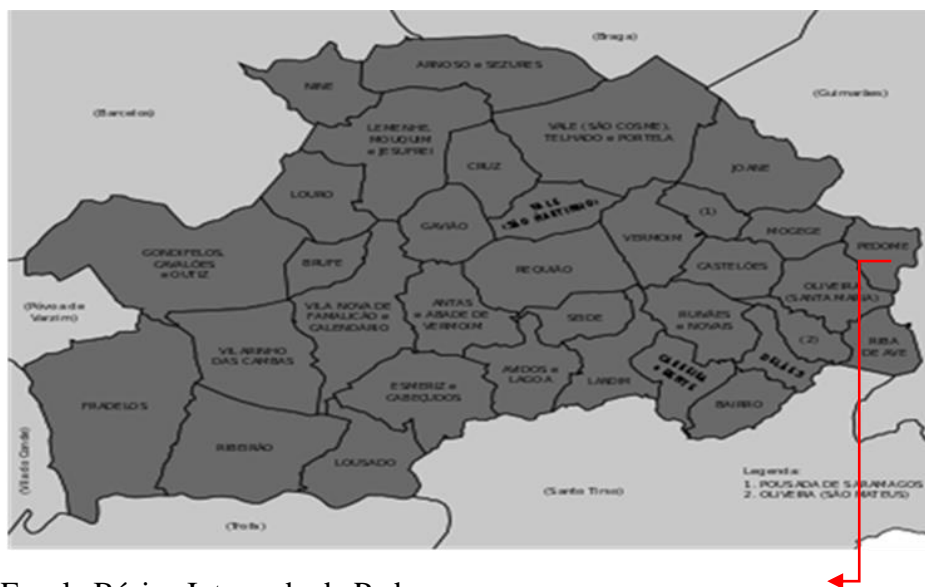 (Braga)
ARNOSO e SEZURES
NINE
(Guimarães)
(Barcelos)
LEMENHE,
MOUQUIM
e JESUFREI
VALE (SÃO COSME),
TELHADO e PORTELA
CRUZ
JOANE
LOURO
VALE
(SÃO MARTINHO)
(1)
GAVIÃO
VERMOIM
MOGEGE
PEDOME
GONDIFELOS,
CAVALÕES
e OUTIZ
BRUFE
REQUIÃO
CASTELÕES
OLIVEIRA
(SANTA MARIA)
(Póvoa de
Varzim)
VILA NOVA DE
FAMALICÃO e
CALENDÁRIO
ANTAS
e ABADE DE
VERMOIM
SEIDE
RUIVÃES
e NOVAIS
(2)
RIBA
DE AVE
VILARINHO
DAS CAMBAS
AVIDOS e
LAGOA
LANDIM
CARREIRA
e BENTE
DELÃES
ESMERIZ e
CABEÇUDOS
BAIRRO
FRADELOS
RIBEIRÃO
LOUSADO
(Vila do Conde)
(Santo Tirso)
(Trofa)
Legenda:
1. POUSADA DE SARAMAGOS
2. OLIVEIRA (SÃO MATEUS)